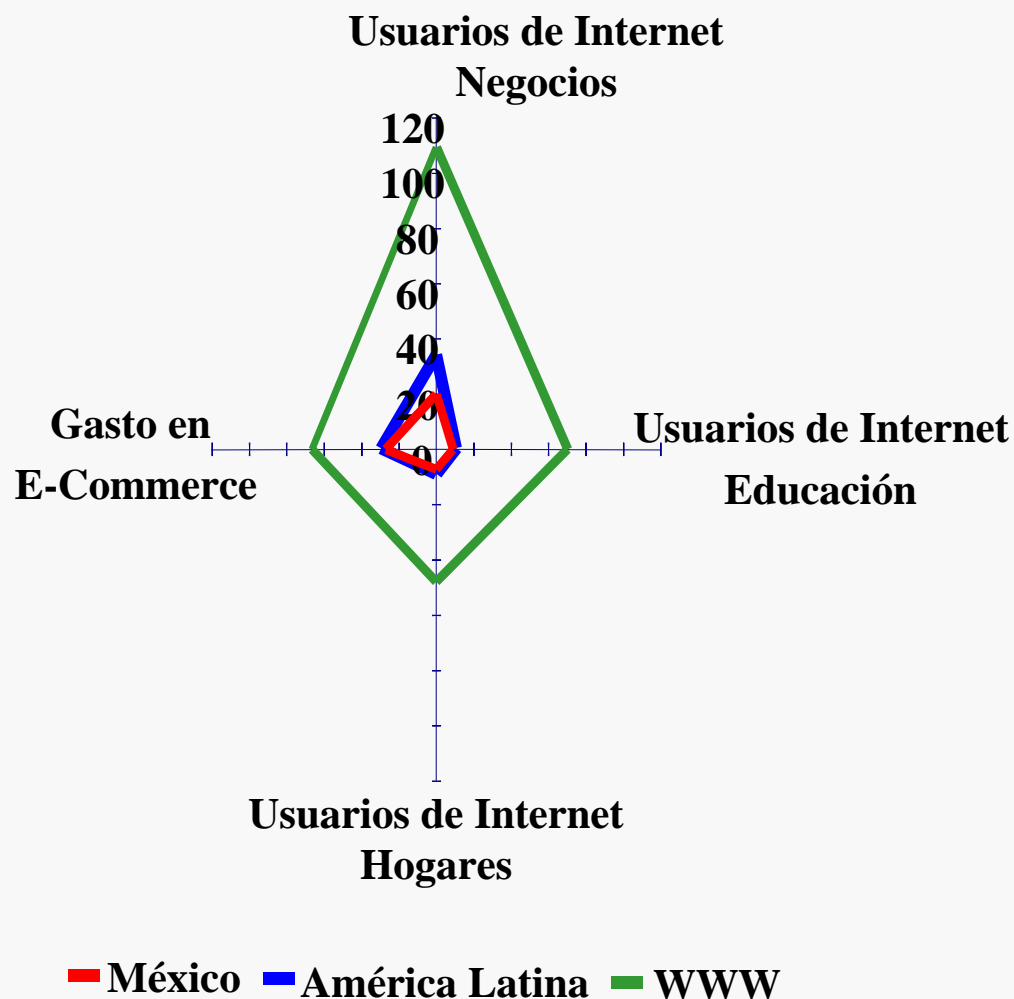 Usuarios de Internet
Negocios
120
100
80
60
40
20
0
Gasto en
E-Commerce
Usuarios de Internet
Educación
Usuarios de Internet
Hogares
México América Latina WWW